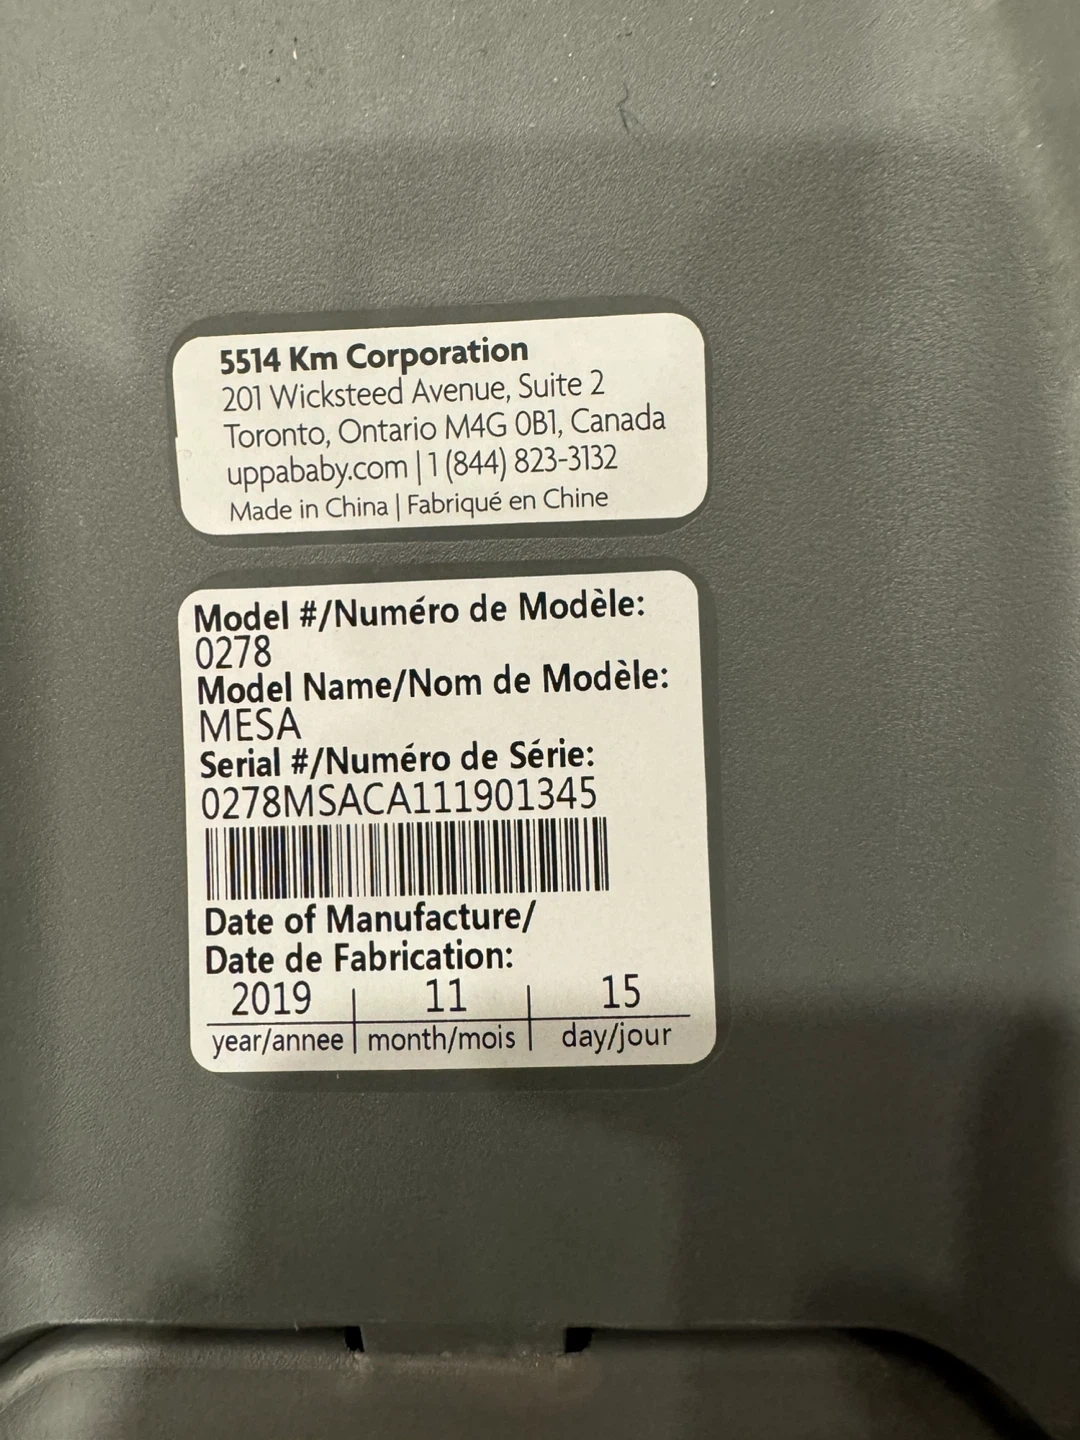 5514 Km Corporation
201 Wicksteed Avenue, Suite 2
Toronto, Ontario M4G 0B1, Canada
uppababy.com | 1 (844) 823-3132
Made in China | Fabriqué en Chine
Model #/Numéro de Modèle:
0278
Model Name/Nom de Modèle:
MESA
Serial #/Numéro de Série:
0278MSACA111901345
Date of Manufacture/
Date de Fabrication:
2019 | 11 | 15
year/annee | month/mois | day/jour